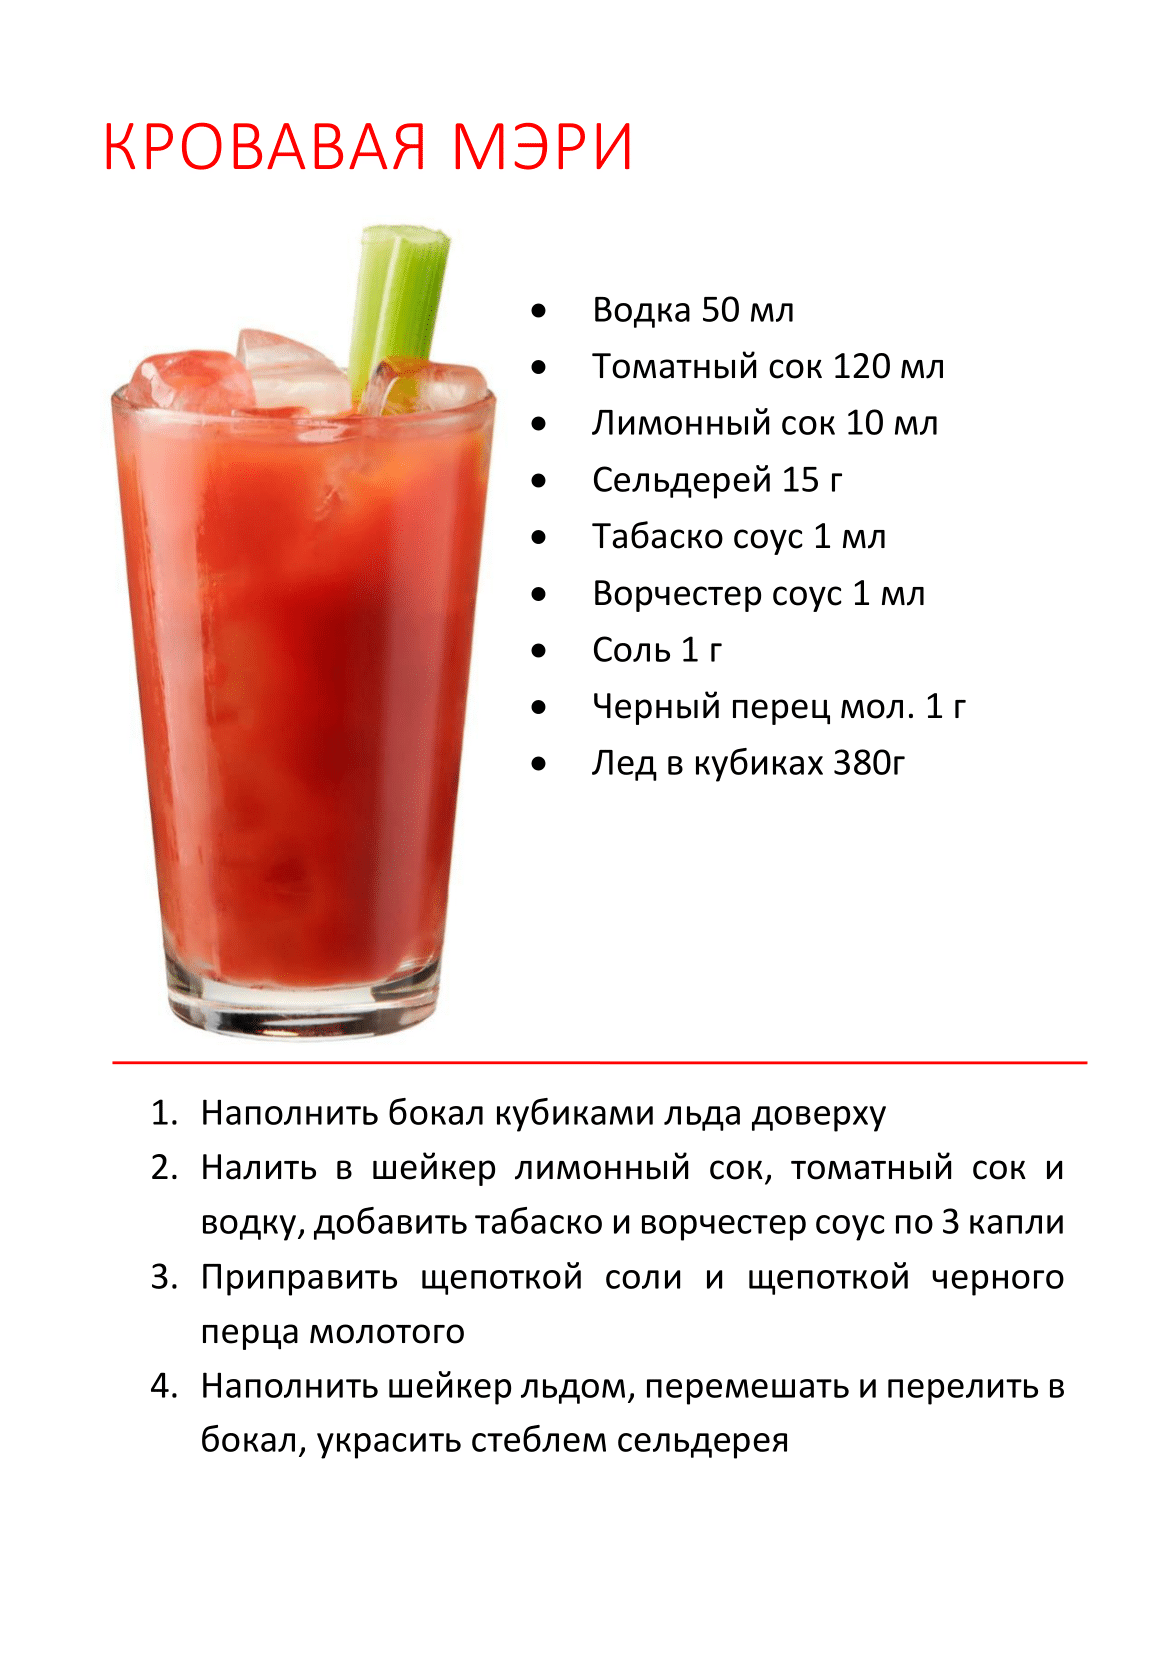 КРОВАВАЯ МЭРИ
• Водка 50 мл
• Томатный сок 120 мл
• Лимонный сок 10 мл
• Сельдерей 15 г
• Табаско соус 1 мл
• Ворчестер соус 1 мл
• Соль 1 г
• Черный перец мол. 1 г
• Лед в кубиках 380г
1. Наполнить бокал кубиками льда доверху
2. Налить в шейкер лимонный сок, томатный сок и
водку, добавить табаско и ворчестер соус по 3 капли
3. Приправить щепоткой соли и щепоткой черного
перца молотого
4. Наполнить шейкер льдом, перемешать и перелить в
бокал, украсить стеблем сельдерея